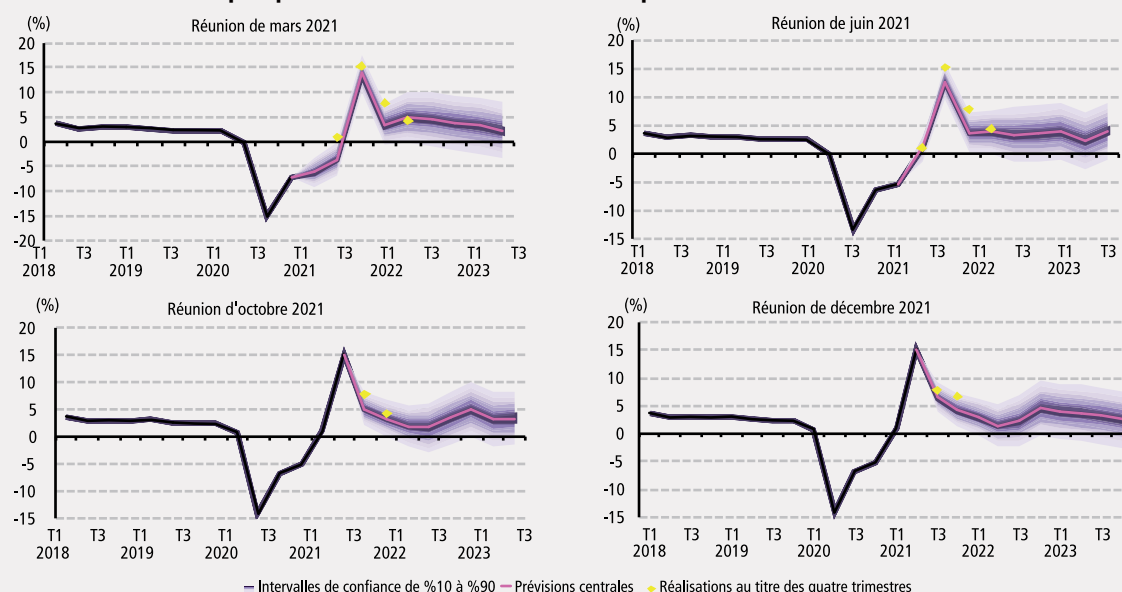 (%)
Réunion de mars 2021
20
15
10
5
0
-5
-10
-15
-20
T1 T3 T1 T3 T1 T3 T1 T3 T1 T3 T1 T3
2018 2019 2020 2021 2022 2023
(%)
Réunion de juin 2021
20
15
10
5
0
-5
-10
-15
T1 T3 T1 T3 T1 T3 T1 T3 T1 T3 T1 T3
2018 2019 2020 2021 2022 2023
(%)
Réunion d'octobre 2021
20
15
10
5
0
-5
-10
-15
T1 T3 T1 T3 T1 T3 T1 T3 T1 T3 T1 T3
2018 2019 2020 2021 2022 2023
(%)
Réunion de décembre 2021
20
15
10
5
0
-5
-10
-15
T1 T3 T1 T3 T1 T3 T1 T3 T1 T3 T1 T3
2018 2019 2020 2021 2022 2023
Intervalles de confiance de %10 à %90 Prévisions centrales Réalisations au titre des quatre trimestres